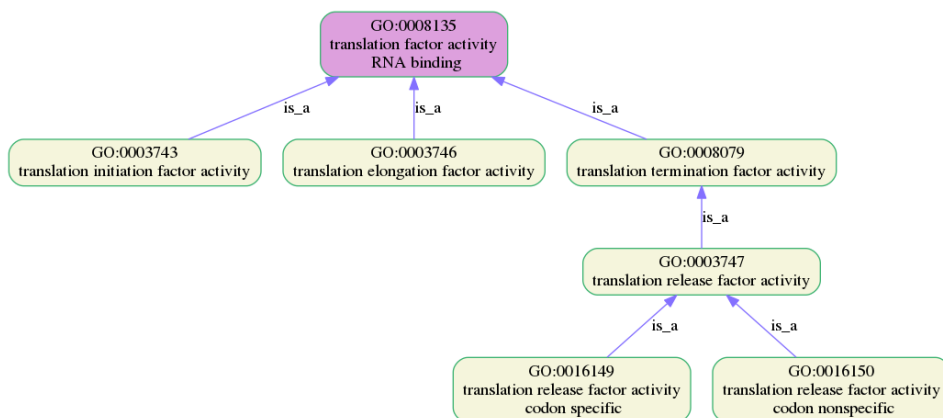 GO:0008135
translation factor activity
RNA binding
is_a
is_a
is_a
GO:0003743
translation initiation factor activity
GO:0003746
translation elongation factor activity
GO:0008079
translation termination factor activity
is_a
GO:0003747
translation release factor activity
is_a
is_a
GO:0016149
translation release factor activity
codon specific
GO:0016150
translation release factor activity
codon nonspecific